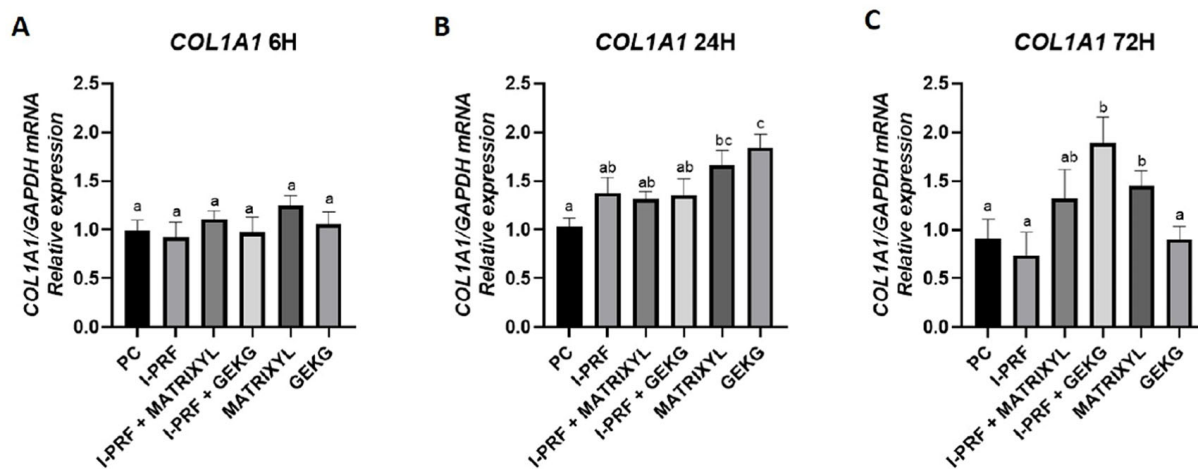 A
COL1A1 6H
COL1A1/GAPDH mRNA
Relative expression
2.5
2.0
1.5
1.0
0.5
0.0
a
a
a
a
a
a
PC
I-PRF
I-PRF + MATRIXYL
I-PRF + GEKG
MATRIXYL
GEKG
B
COL1A1 24H
COL1A1/GAPDH mRNA
Relative expression
2.5
2.0
1.5
1.0
0.5
0.0
a
ab
ab
ab
bc
c
PC
I-PRF
I-PRF + MATRIXYL
I-PRF + GEKG
MATRIXYL
GEKG
C
COL1A1 72H
COL1A1/GAPDH mRNA
Relative expression
2.5
2.0
1.5
1.0
0.5
0.0
a
a
ab
b
b
a
PC
I-PRF
I-PRF + MATRIXYL
I-PRF + GEKG
MATRIXYL
GEKG